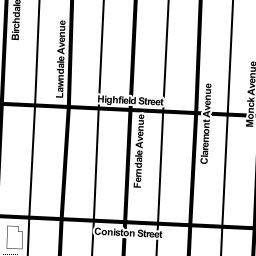 Birchdale
Lawndale Avenue
Highfield Street
Ferndale Avenue
Claremont Avenue
Monck Avenue
Coniston Street